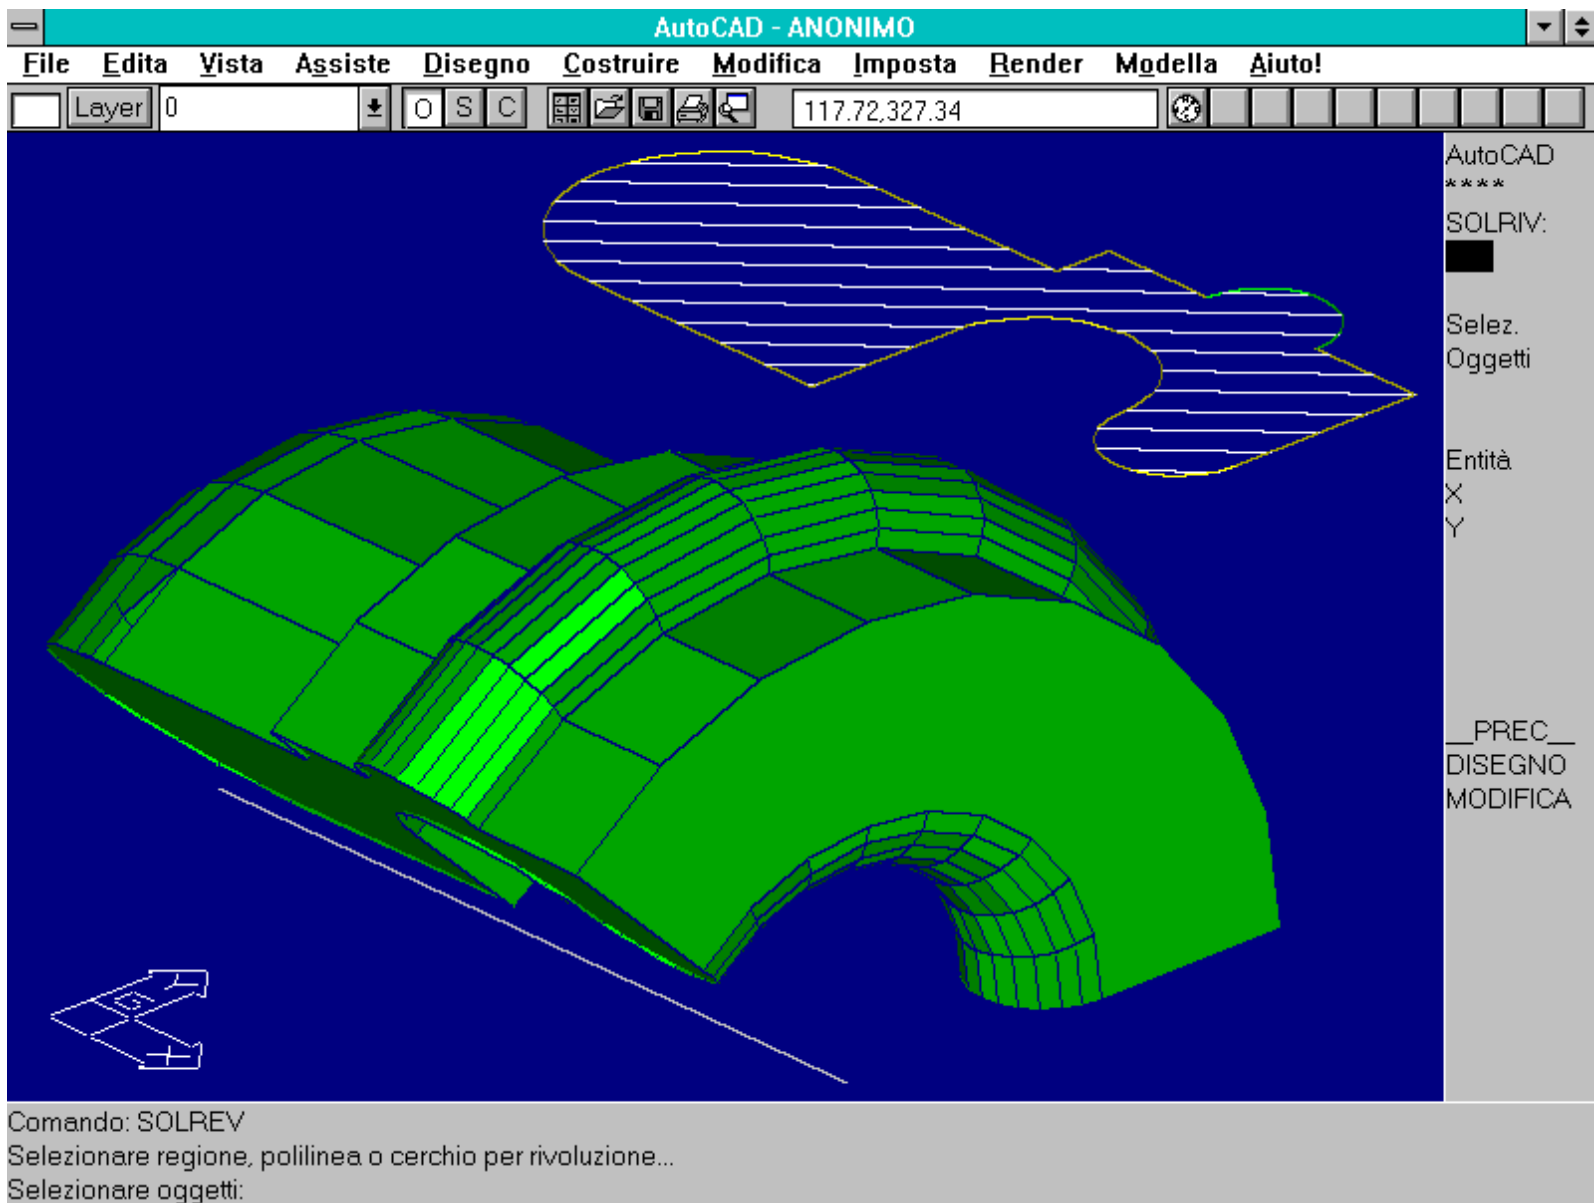 AutoCAD - ANONIMO
File Edita Vista Assiste Disegno Costruire Modifica Imposta Render Modella Aiuto!
Layer 0 O S C 117.72,327.34
AutoCAD
****
SOLRIV:
Selez.
Oggetti
Entità
X
Y
__PREC__
DISEGNO
MODIFICA
G
Comando: SOLREV
Selezionare regione, polilinea o cerchio per rivoluzione...
Selezionare oggetti: